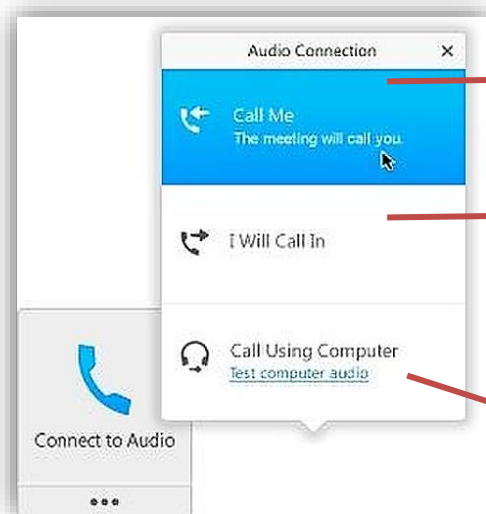 Audio Connection
Call Me
The meeting will call you.
I Will Call In
Call Using Computer
Test computer audio
Connect to Audio